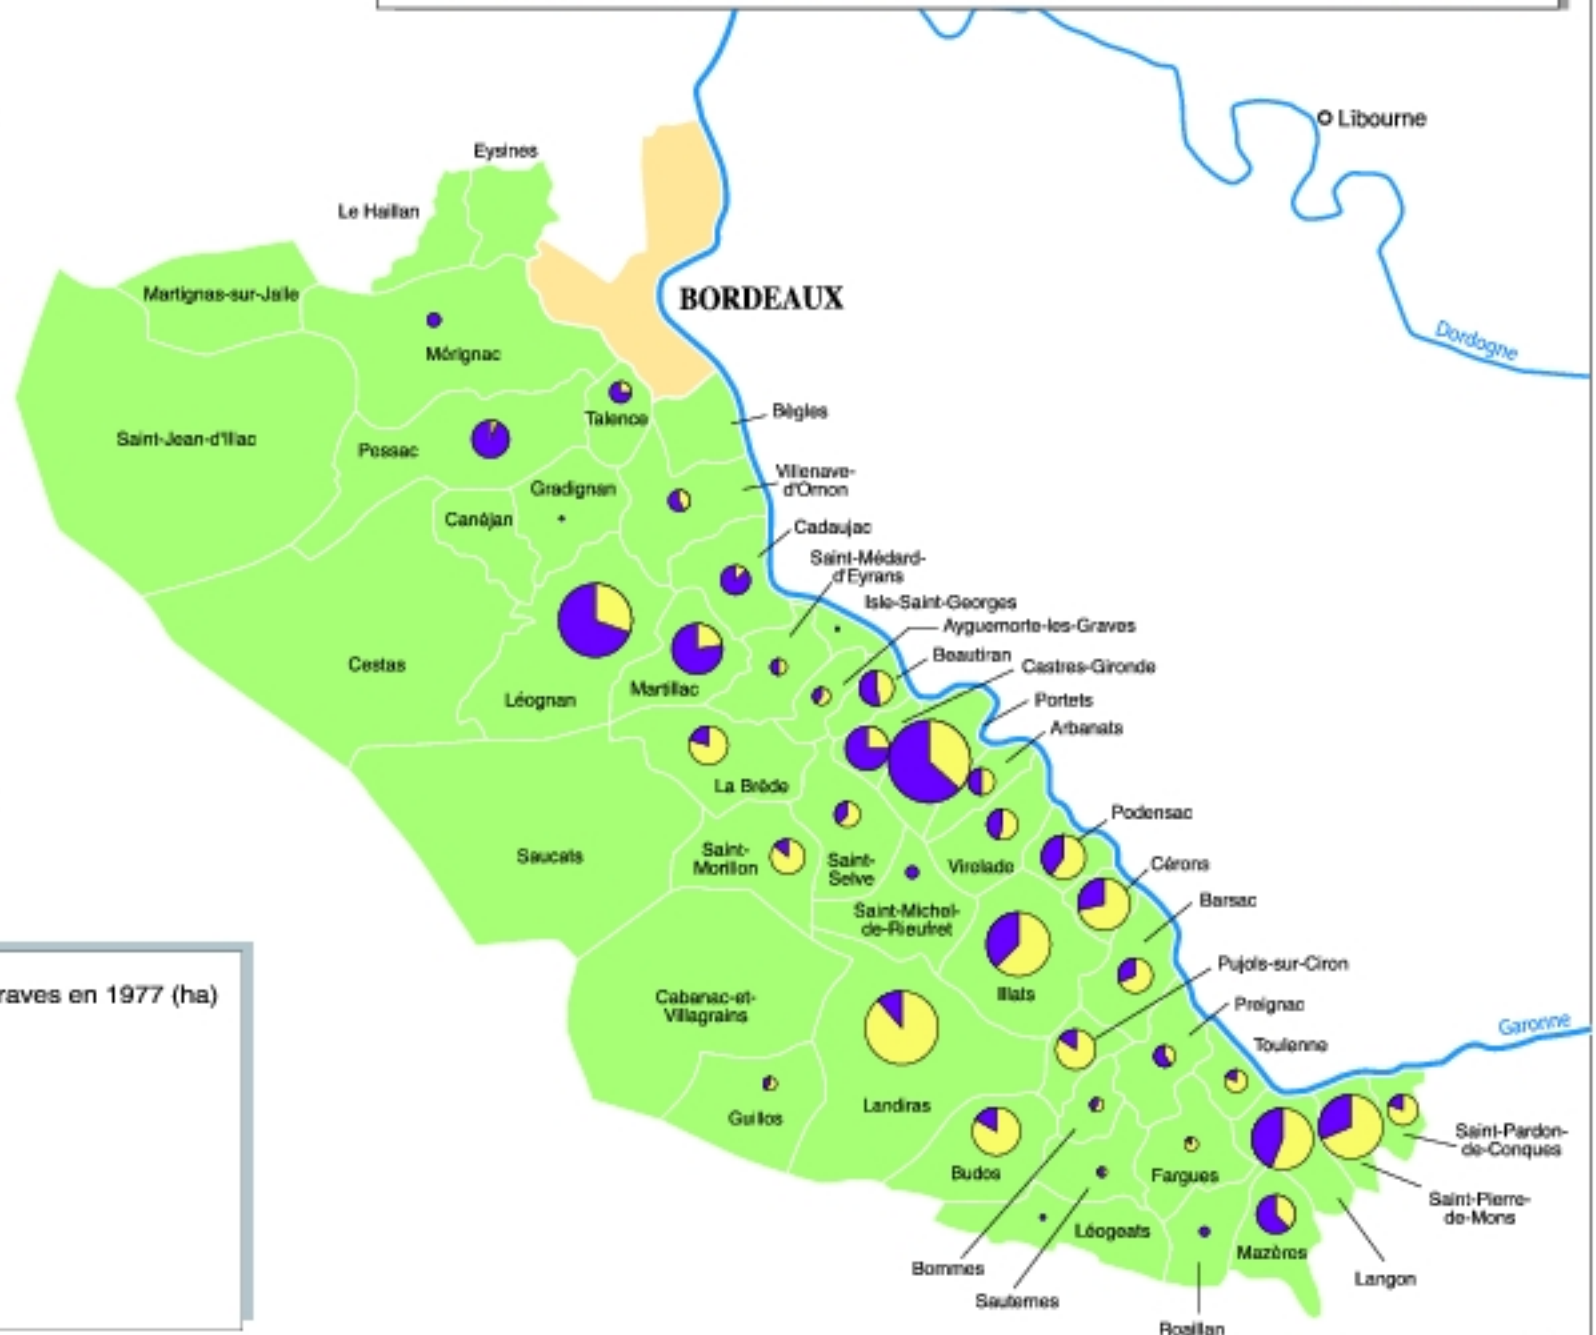 Libourne
Eysines
Le Haillan
Martignas-sur-Jalle
BORDEAUX
Dordogne
Mérignac
Bègles
Talence
Saint-Jean-d'Illac
Pessac
Villenave-
d'Ornon
Gradignan
Canéjan
Cadaujac
Saint-Médard-
d'Eyrans
Isle-Saint-Georges
Ayguemorte-les-Graves
Beautiran
Castres-Gironde
Cestas
Martillac
Léognan
Portets
Arbanats
La Brède
Podensac
Saucats
Saint-
Morillon
Saint-
Selve
Virelade
Cérons
Barsac
Saint-Michel-
de-Rieufret
Pujols-sur-Ciron
Illats
raves en 1977 (ha)
Cabanac-et-
Villagrains
Preignac
Garonne
Toulenne
Landiras
Guillos
Saint-Pardon-
de-Conques
Budos
Fargues
Saint-Pierre-
de-Mons
Léogeats
Mazères
Bommes
Langon
Sauternes
Roaillan